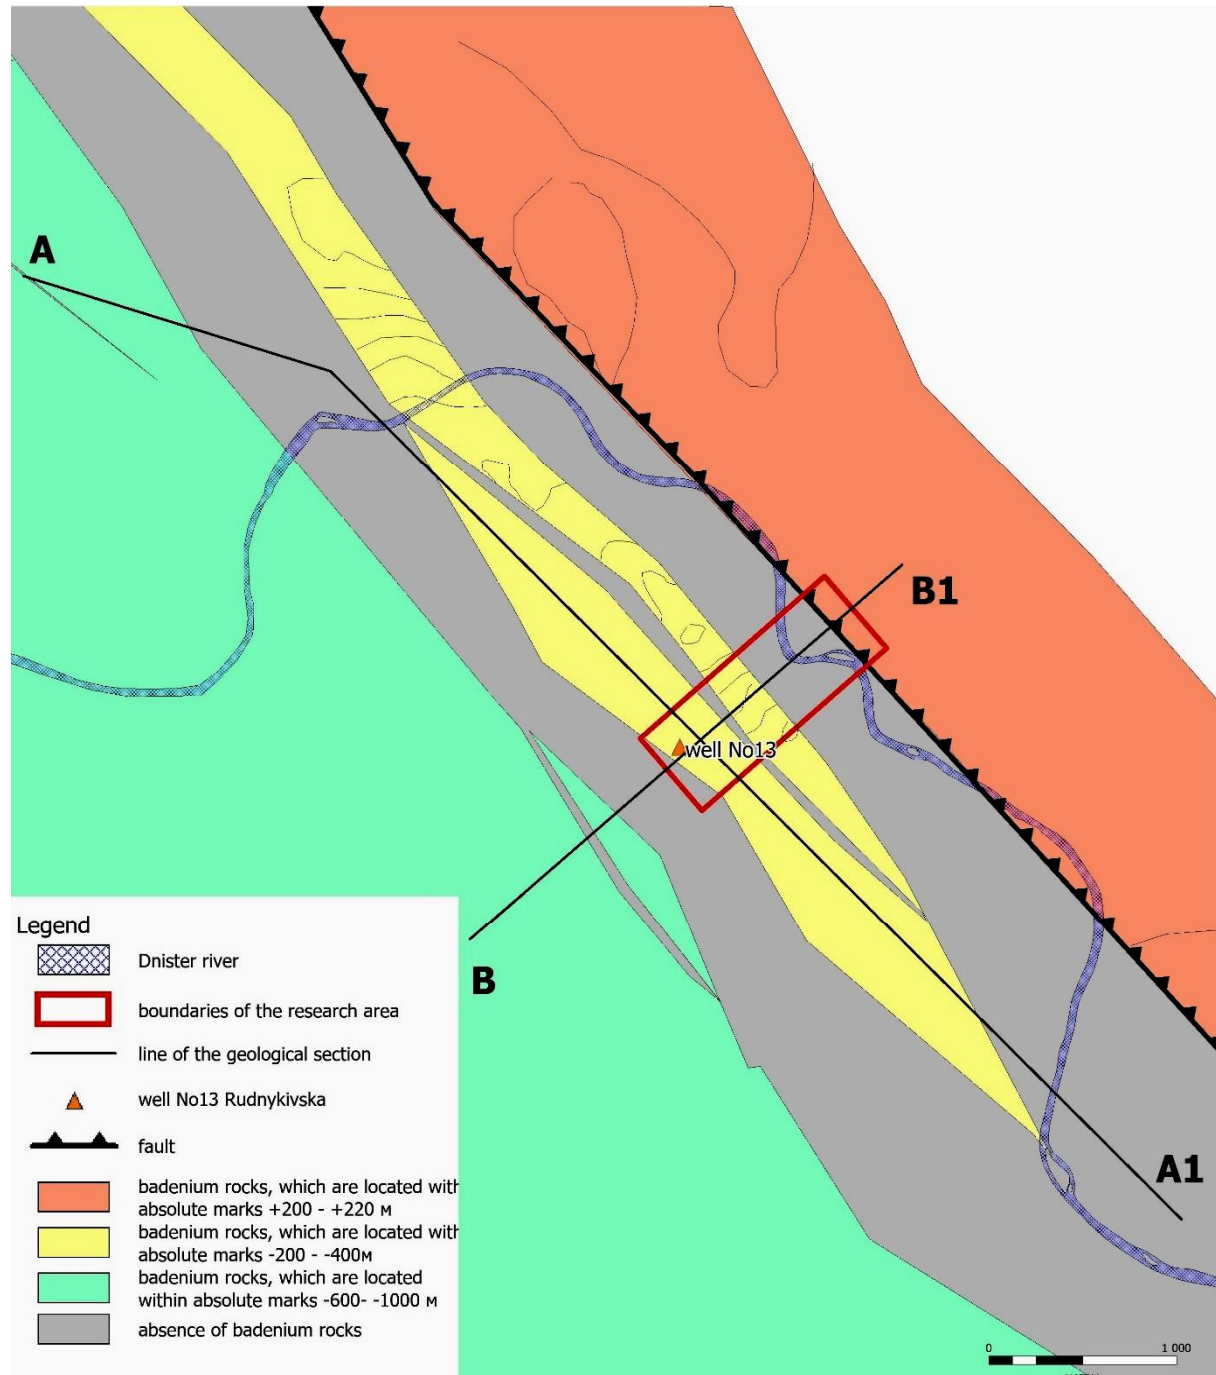 A
B1
well No13
B
A1
Legend
Dnister river
boundaries of the research area
line of the geological section
well No13 Rudnykivska
fault
badenium rocks, which are located with
absolute marks +200 - +220 м
badenium rocks, which are located with
absolute marks -200 - -400м
badenium rocks, which are located
within absolute marks -600- -1000 м
absence of badenium rocks
0 1 000